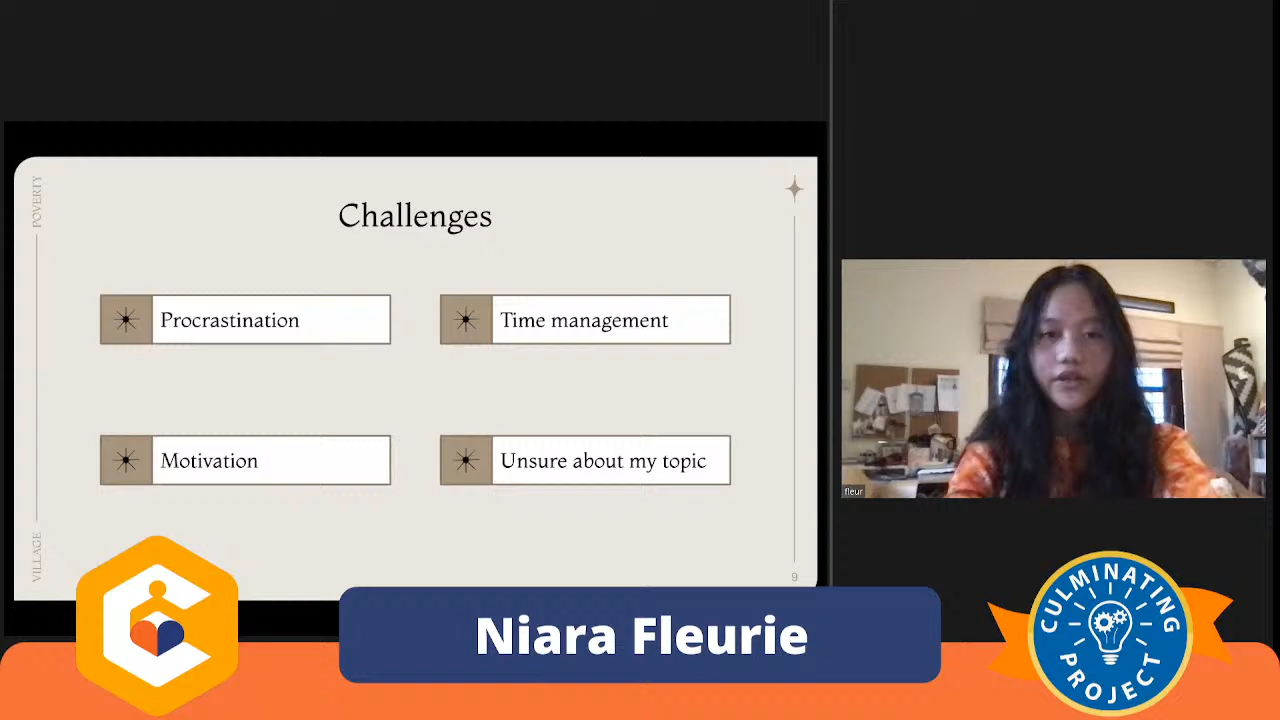 POVERTY
Challenges
Procrastination
Time management
Motivation
Unsure about my topic
VILLAGE
9
fleur
Niara Fleurie
CULMINATING
PROJECT